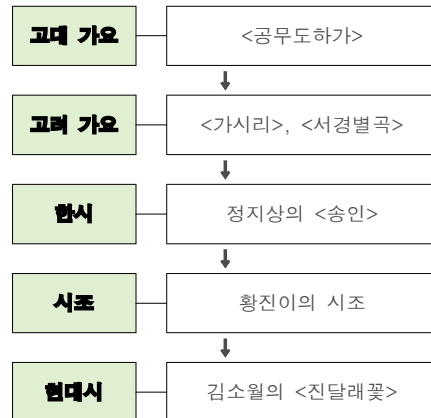 고대 가요
<공무도하가>
고려 가요
<가시리>, <서경별곡>
한시
정지상의 <송인>
시조
황진이의 시조
현대시
김소월의 <진달래꽃>